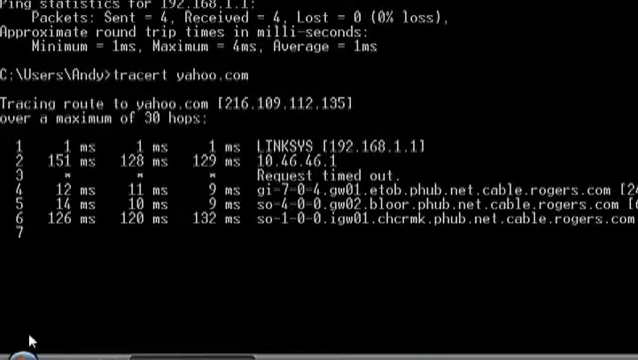 Ping statistics for 192.168.1.1:
Packets: Sent = 4, Received = 4, Lost = 0 (0% loss),
Approximate round trip times in milli-seconds:
Minimum = 1ms, Maximum = 4ms, Average = 1ms
C:\Users\Andy>tracert yahoo.com
Tracing route to yahoo.com [216.109.112.135]
over a maximum of 30 hops:
1 1 ms 1 ms 1 ms LINKSYS [192.168.1.1]
2 151 ms 128 ms 129 ms 10.46.46.1
3 * * * Request timed out.
4 12 ms 11 ms 9 ms gi-7-0-4.gw01.etob.phub.net.cable.rogers.com [2
5 14 ms 10 ms 9 ms so-4-0-0.gw02.bloor.phub.net.cable.rogers.com [
6 126 ms 120 ms 132 ms so-1-0-0.igw01.chcrmk.phub.net.cable.rogers.com
7